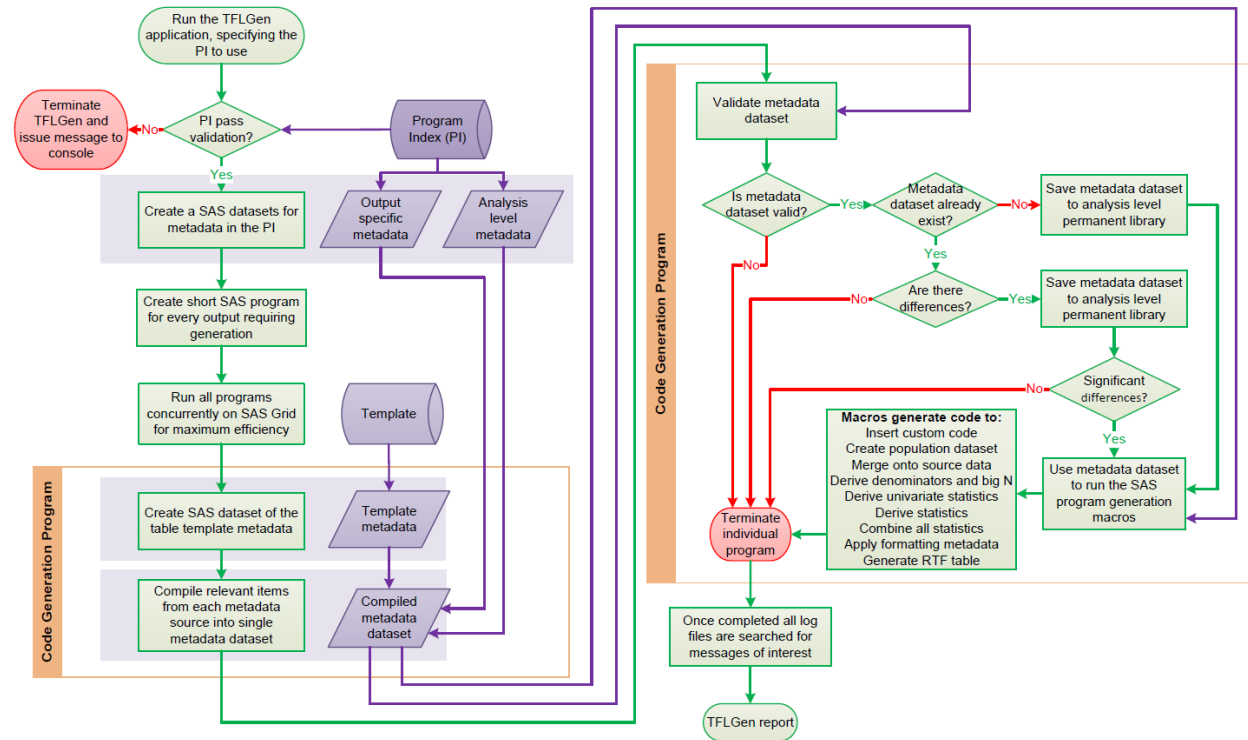 Run the TFLGen
application, specifying the
PI to use
Terminate
TFLGen and
issue message to
console
No
PI pass
validation?
Program
Index (PI)
Yes
Create a SAS datasets for
metadata in the PI
Output
specific
metadata
Analysis
level
metadata
Create short SAS program
for every output requiring
generation
Run all programs
concurrently on SAS Grid
for maximum efficiency
Template
Code Generation Program
Create SAS dataset of the
table template metadata
Template
metadata
Compile relevant items
from each metadata
source into single
metadata dataset
Compiled
metadata
dataset
Code Generation Program
Validate metadata
dataset
Is metadata
dataset valid?
Yes
Metadata
dataset already
exist?
No
Save metadata dataset
to analysis level
permanent library
No
Yes
Are there
differences?
No
Yes
Save metadata dataset
to analysis level
permanent library
Significant
differences?
No
Yes
Macros generate code to:
Insert custom code
Create population dataset
Merge onto source data
Derive denominators and big N
Derive univariate statistics
Derive statistics
Combine all statistics
Apply formatting metadata
Generate RTF table
Use metadata dataset
to run the SAS
program generation
macros
Terminate
individual
program
Once completed all log
files are searched for
messages of interest
TFLGen report